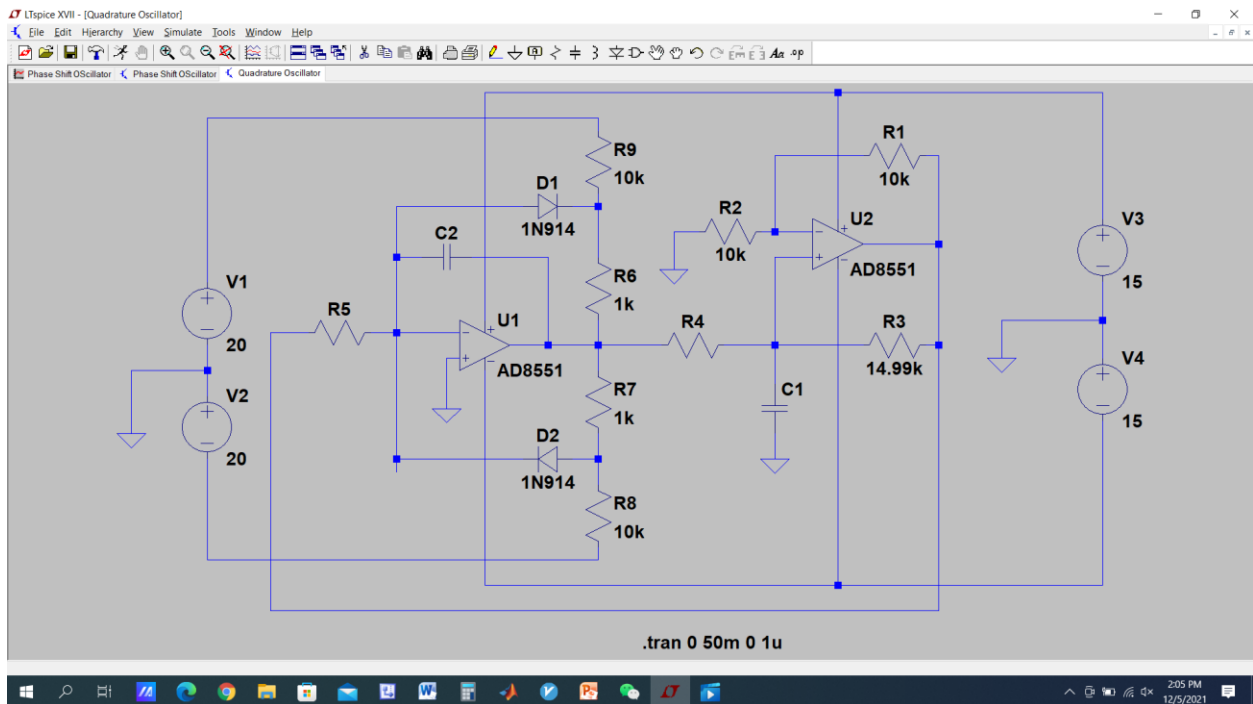 LTspice XVII - [Quadrature Oscillator]
File Edit Hierarchy View Simulate Tools Window Help
Phase Shift OScillator Phase Shift OScillator Quadrature Oscillator
R9
10k
D1
1N914
C2
R6
1k
V1
20
R5
U1
AD8551
V2
20
R7
1k
D2
1N914
R8
10k
R1
10k
R2
10k
U2
AD8551
R4
R3
14.99k
C1
V3
15
V4
15
.tran 0 50m 0 1u
2:05 PM
12/5/2021